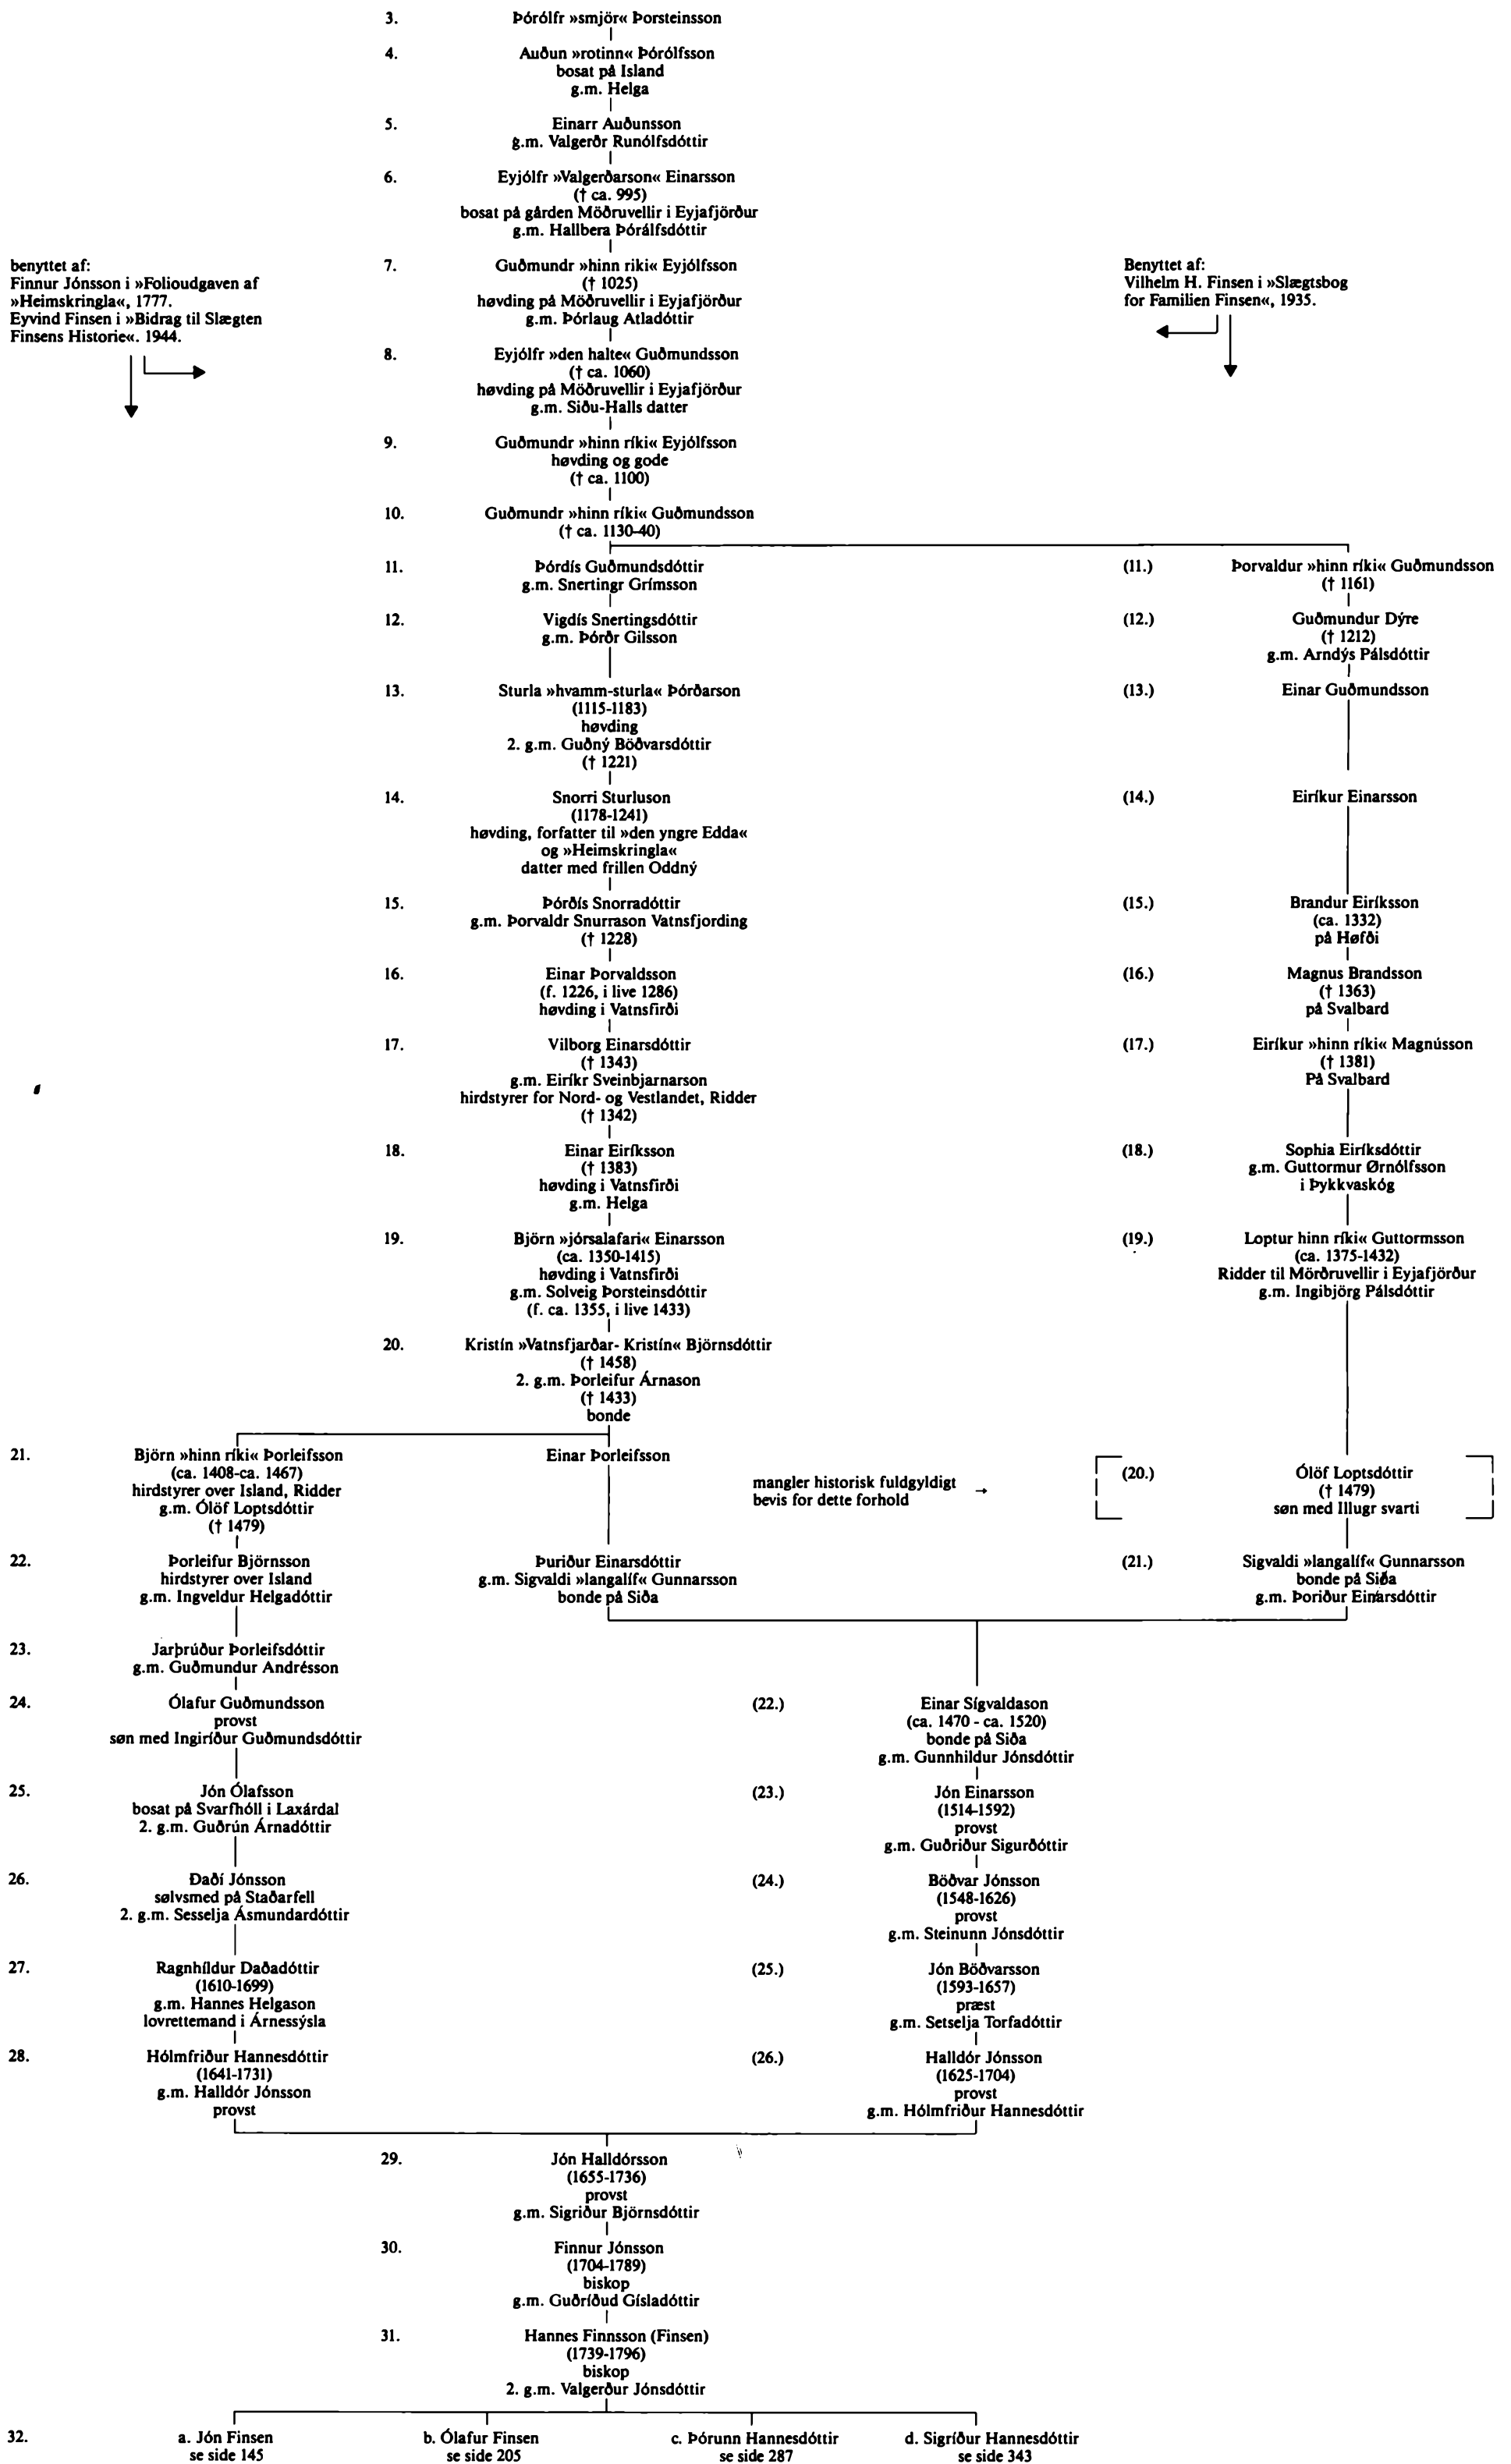 3. Þórólfr »smjör« Þorsteinsson
4. Auðun »rotinn« Þórólfsson
bosat på Island
g.m. Helga
5. Einarr Auðunsson
g.m. Valgerðr Runólfsdóttir
6. Eyjólfr »Valgerðarson« Einarsson
(† ca. 995)
bosat på gården Möðruvellir i Eyjafjörður
g.m. Hallbera Þórálfsdóttir
benyttet af:
Finnur Jónsson i »Folioudgaven af
»Heimskringla«, 1777.
Eyvind Finsen i »Bidrag til Slægten
Finsens Historie«. 1944.
7. Guðmundr »hinn riki« Eyjólfsson
(† 1025)
høvding på Möðruvellir i Eyjafjörður
g.m. Þórlaug Atladóttir
Benyttet af:
Vilhelm H. Finsen i »Slægtsbog
for Familien Finsen«, 1935.
8. Eyjólfr »den halte« Guðmundsson
(† ca. 1060)
høvding på Möðruvellir i Eyjafjörður
g.m. Siðu-Halls datter
9. Guðmundr »hinn ríki« Eyjólfsson
høvding og gode
(† ca. 1100)
10. Guðmundr »hinn ríki« Guðmundsson
(† ca. 1130-40)
11. Þórdís Guðmundsdóttir
g.m. Snertingr Grímsson
(11.) Þorvaldur »hinn ríki« Guðmundsson
(† 1161)
12. Vigdís Snertingsdóttir
g.m. Þórðr Gilsson
(12.) Guðmundur Dýre
(† 1212)
g.m. Arndýs Pálsdóttir
13. Sturla »hvamm-sturla« Þórðarson
(1115-1183)
høvding
2. g.m. Guðný Böðvarsdóttir
(† 1221)
(13.) Einar Guðmundsson
14. Snorri Sturluson
(1178-1241)
høvding, forfatter til »den yngre Edda«
og »Heimskringla«
datter med frillen Oddný
(14.) Eiríkur Einarsson
15. Þórðís Snorradóttir
g.m. Þorvaldr Snurrason Vatnsfjording
(† 1228)
(15.) Brandur Eiríksson
(ca. 1332)
på Høfði
16. Einar Þorvaldsson
(f. 1226, i live 1286)
høvding i Vatnsfirði
(16.) Magnus Brandsson
(† 1363)
på Svalbard
17. Vilborg Einarsdóttir
(† 1343)
g.m. Eiríkr Sveinbjarnarson
hirdstyrer for Nord- og Vestlandet, Ridder
(† 1342)
(17.) Eiríkur »hinn ríki« Magnússon
(† 1381)
På Svalbard
18. Einar Eiríksson
(† 1383)
høvding i Vatnsfirði
g.m. Helga
(18.) Sophia Eiríksdóttir
g.m. Guttormur Ørnólfsson
i Þykkvaskóg
19. Björn »jórsalafari« Einarsson
(ca. 1350-1415)
høvding i Vatnsfirði
g.m. Solveig Þorsteinsdóttir
(f. ca. 1355, i live 1433)
(19.) Loptur hinn ríki« Guttormsson
(ca. 1375-1432)
Ridder til Mörðruvellir i Eyjafjörður
g.m. Ingibjörg Pálsdóttir
20. Kristín »Vatnsfjarðar- Kristín« Björnsdóttir
(† 1458)
2. g.m. Þorleifur Árnason
(† 1433)
bonde
21. Björn »hinn ríki« Þorleifsson
(ca. 1408-ca. 1467)
hirdstyrer over Island, Ridder
g.m. Ólöf Loptsdóttir
(† 1479)
Einar Þorleifsson
mangler historisk fuldgyldigt
bevis for dette forhold →
(20.) Ólöf Loptsdóttir
(† 1479)
søn med Illugr svarti
22. Þorleifur Björnsson
hirdstyrer over Island
g.m. Ingveldur Helgadóttir
Þuriður Einarsdóttir
g.m. Sigvaldi »langalíf« Gunnarsson
bonde på Siða
(21.) Sigvaldi »langalíf« Gunnarsson
bonde på Siða
g.m. Þoriður Einarsdóttir
23. Jarþrúður Þorleifsdóttir
g.m. Guðmundur Andrésson
24. Ólafur Guðmundsson
provst
søn med Ingiríður Guðmundsdóttir
(22.) Einar Sígvaldason
(ca. 1470 - ca. 1520)
bonde på Siða
g.m. Gunnhildur Jónsdóttir
25. Jón Ólafsson
bosat på Svarfhóll i Laxárdal
2. g.m. Guðrún Árnadóttir
(23.) Jón Einarsson
(1514-1592)
provst
g.m. Guðriður Sigurðóttir
26. Ðaðí Jónsson
sølvsmed på Staðarfell
2. g.m. Sesselja Ásmundardóttir
(24.) Böðvar Jónsson
(1548-1626)
provst
g.m. Steinunn Jónsdóttir
27. Ragnhíldur Daðadóttir
(1610-1699)
g.m. Hannes Helgason
lovrettemand i Árnessýsla
(25.) Jón Böðvarsson
(1593-1657)
præst
g.m. Setselja Torfadóttir
28. Hólmfriður Hannesdóttir
(1641-1731)
g.m. Halldór Jónsson
provst
(26.) Halldór Jónsson
(1625-1704)
provst
g.m. Hólmfriður Hannesdóttir
29. Jón Halldórsson
(1655-1736)
provst
g.m. Sigriður Björnsdóttir
30. Finnur Jónsson
(1704-1789)
biskop
g.m. Guðríðud Gísladóttir
31. Hannes Finnsson (Finsen)
(1739-1796)
biskop
2. g.m. Valgerður Jónsdóttir
32. a. Jón Finsen
se side 145
b. Ólafur Finsen
se side 205
c. Þórunn Hannesdóttir
se side 287
d. Sigríður Hannesdóttir
se side 343